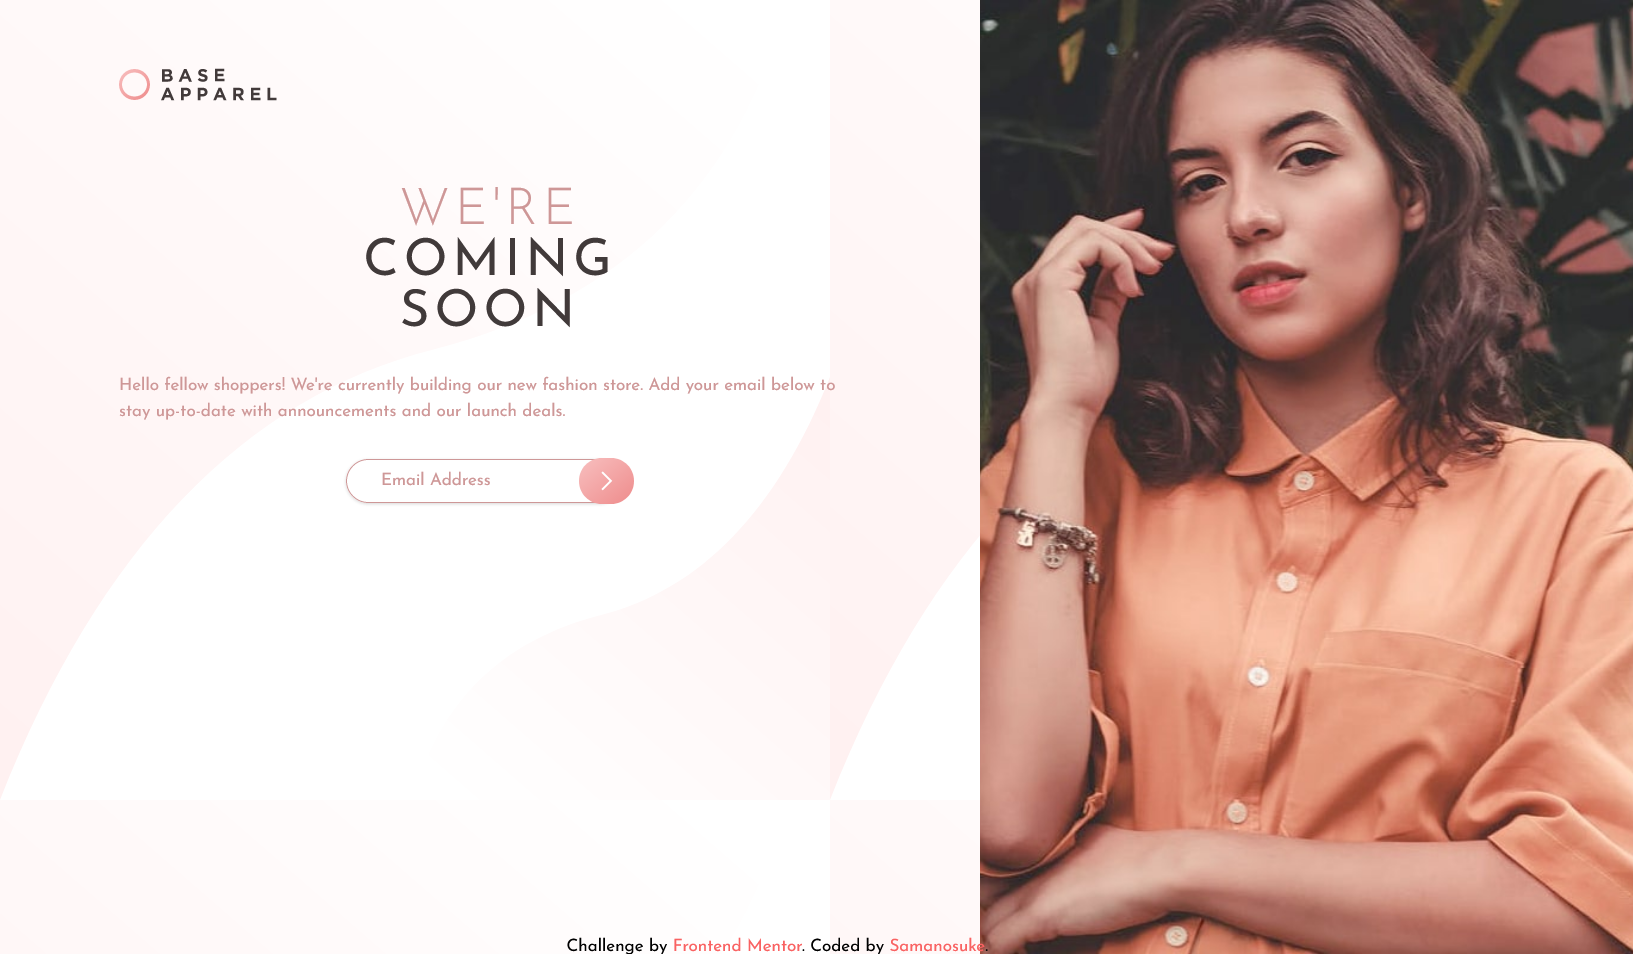 BASE
APPAREL
WE'RE
COMING
SOON
Hello fellow shoppers! We're currently building our new fashion store. Add your email below to
stay up-to-date with announcements and our launch deals.
Email Address
Challenge by Frontend Mentor. Coded by Samanosuke.